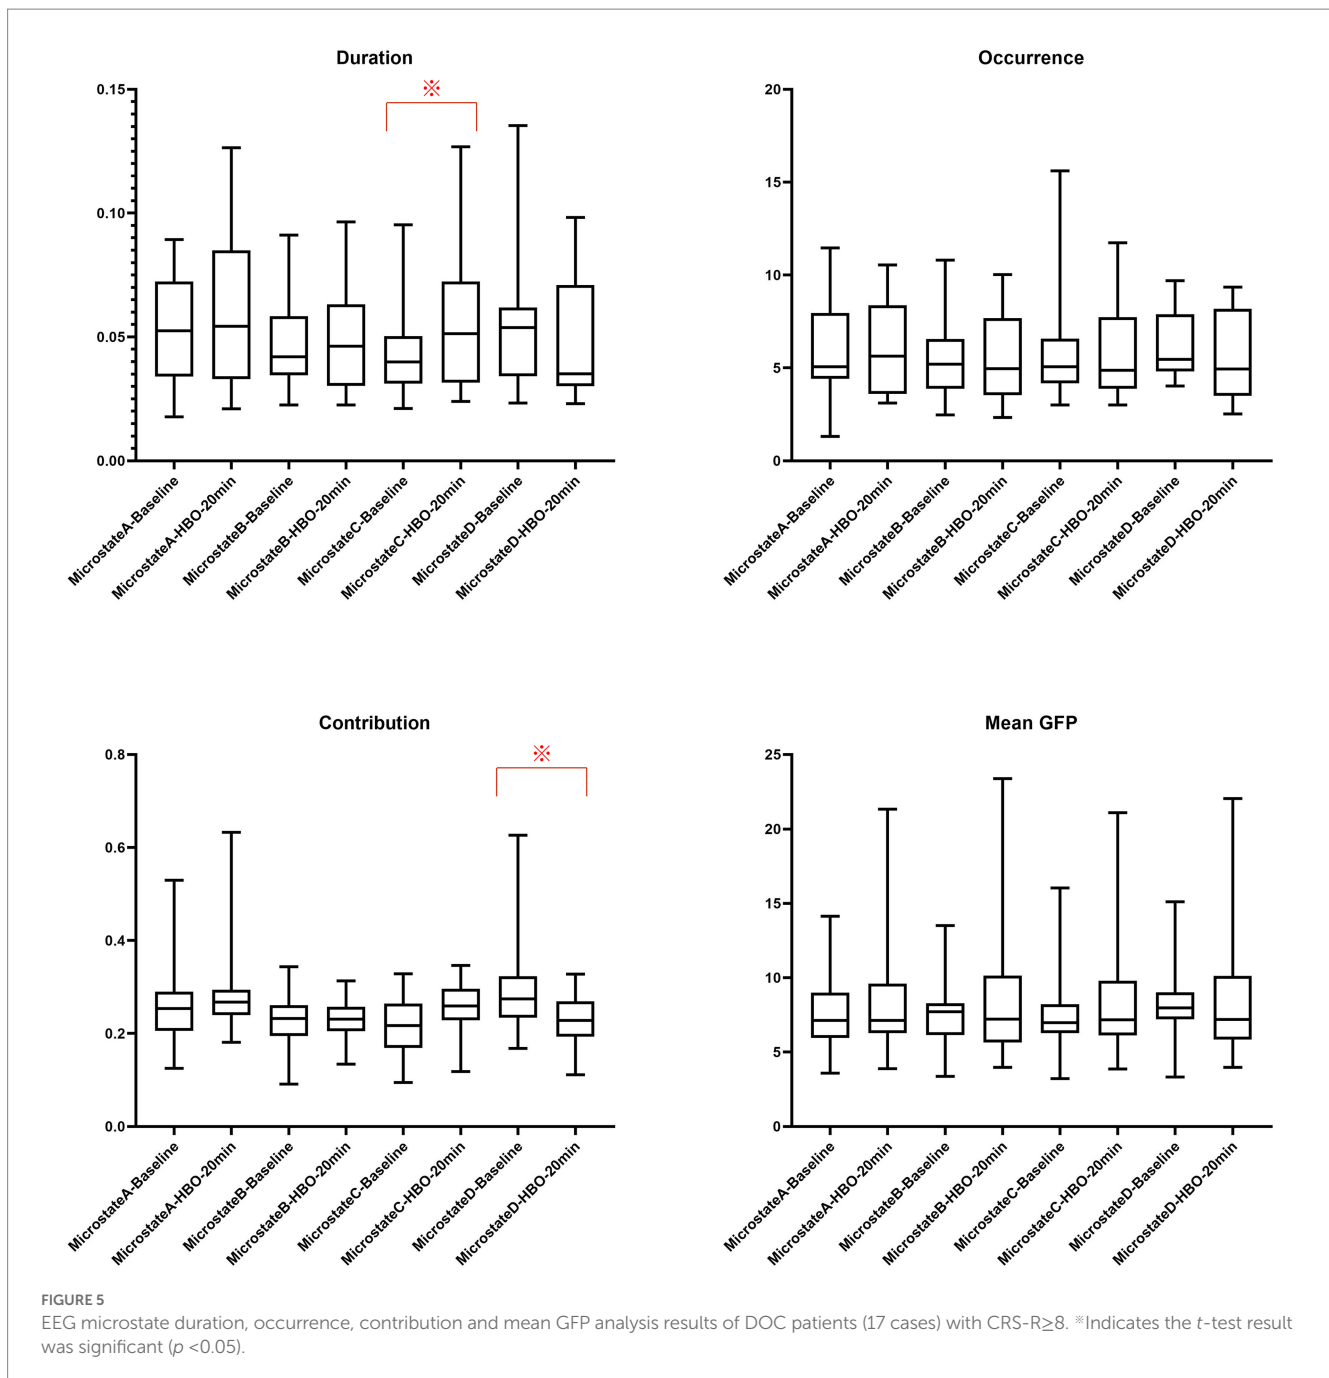 Duration
※
0.15
0.10
0.05
0.00
MicrostateA-Baseline
MicrostateA-HBO-20min
MicrostateB-Baseline
MicrostateB-HBO-20min
MicrostateC-Baseline
MicrostateC-HBO-20min
MicrostateD-Baseline
MicrostateD-HBO-20min
Occurrence
20
15
10
5
0
MicrostateA-Baseline
MicrostateA-HBO-20min
MicrostateB-Baseline
MicrostateB-HBO-20min
MicrostateC-Baseline
MicrostateC-HBO-20min
MicrostateD-Baseline
MicrostateD-HBO-20min
Contribution
※
0.8
0.6
0.4
0.2
0.0
MicrostateA-Baseline
MicrostateA-HBO-20min
MicrostateB-Baseline
MicrostateB-HBO-20min
MicrostateC-Baseline
MicrostateC-HBO-20min
MicrostateD-Baseline
MicrostateD-HBO-20min
Mean GFP
25
20
15
10
5
0
MicrostateA-Baseline
MicrostateA-HBO-20min
MicrostateB-Baseline
MicrostateB-HBO-20min
MicrostateC-Baseline
MicrostateC-HBO-20min
MicrostateD-Baseline
MicrostateD-HBO-20min
FIGURE 5
EEG microstate duration, occurrence, contribution and mean GFP analysis results of DOC patients (17 cases) with CRS-R≥8. ※Indicates the t-test result
was significant (p <0.05).